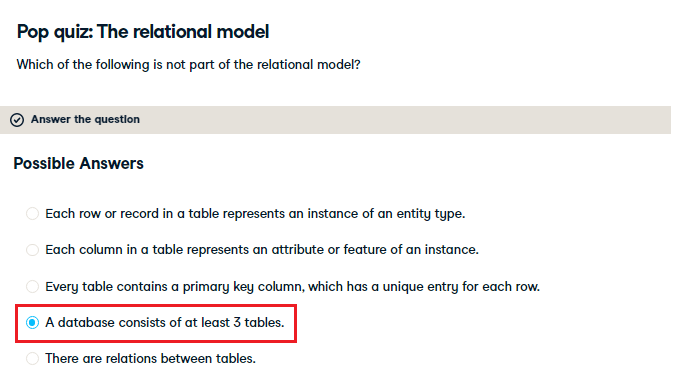 Pop quiz: The relational model
Which of the following is not part of the relational model?
Answer the question
Possible Answers
Each row or record in a table represents an instance of an entity type.
Each column in a table represents an attribute or feature of an instance.
Every table contains a primary key column, which has a unique entry for each row.
A database consists of at least 3 tables.
There are relations between tables.